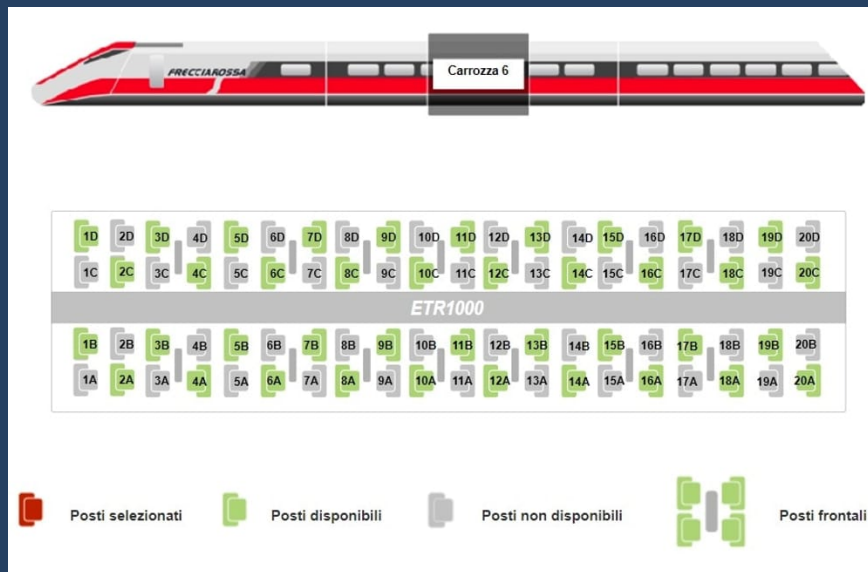 FRECCIAROSSA
Carrozza 6
1D 2D 3D 4D 5D 6D 7D 8D 9D 10D 11D 12D 13D 14D 15D 16D 17D 18D 19D 20D
1C 2C 3C 4C 5C 6C 7C 8C 9C 10C 11C 12C 13C 14C 15C 16C 17C 18C 19C 20C
ETR1000
1B 2B 3B 4B 5B 6B 7B 8B 9B 10B 11B 12B 13B 14B 15B 16B 17B 18B 19B 20B
1A 2A 3A 4A 5A 6A 7A 8A 9A 10A 11A 12A 13A 14A 15A 16A 17A 18A 19A 20A
Posti selezionati Posti disponibili Posti non disponibili Posti frontali